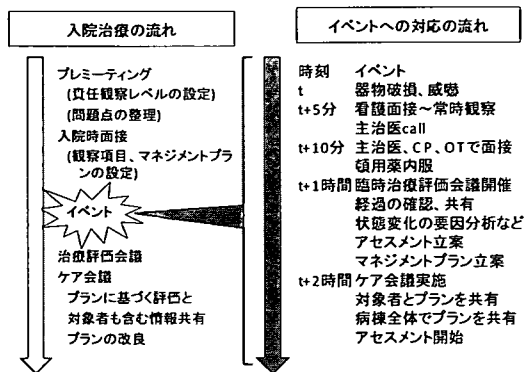 入院治療の流れ
プレミーティング
(責任観察レベルの設定)
(問題点の整理)
入院時面接
(観察項目、マネジメントプラ
ンの設定)
イベント
治療評価会議
ケア会議
プランに基づく評価と
対象者も含む情報共有
プランの改良
イベントへの対応の流れ
時刻 イベント
t 器物破損、威嚇
t+5分 看護面接～常時観察
主治医call
t+10分 主治医、CP、OTで面接
頓用薬内服
t+1時間 臨時治療評価会議開催
経過の確認、共有
状態変化の要因分析など
アセスメント立案
マネジメントプラン立案
t+2時間 ケア会議実施
対象者とプランを共有
病棟全体でプランを共有
アセスメント開始